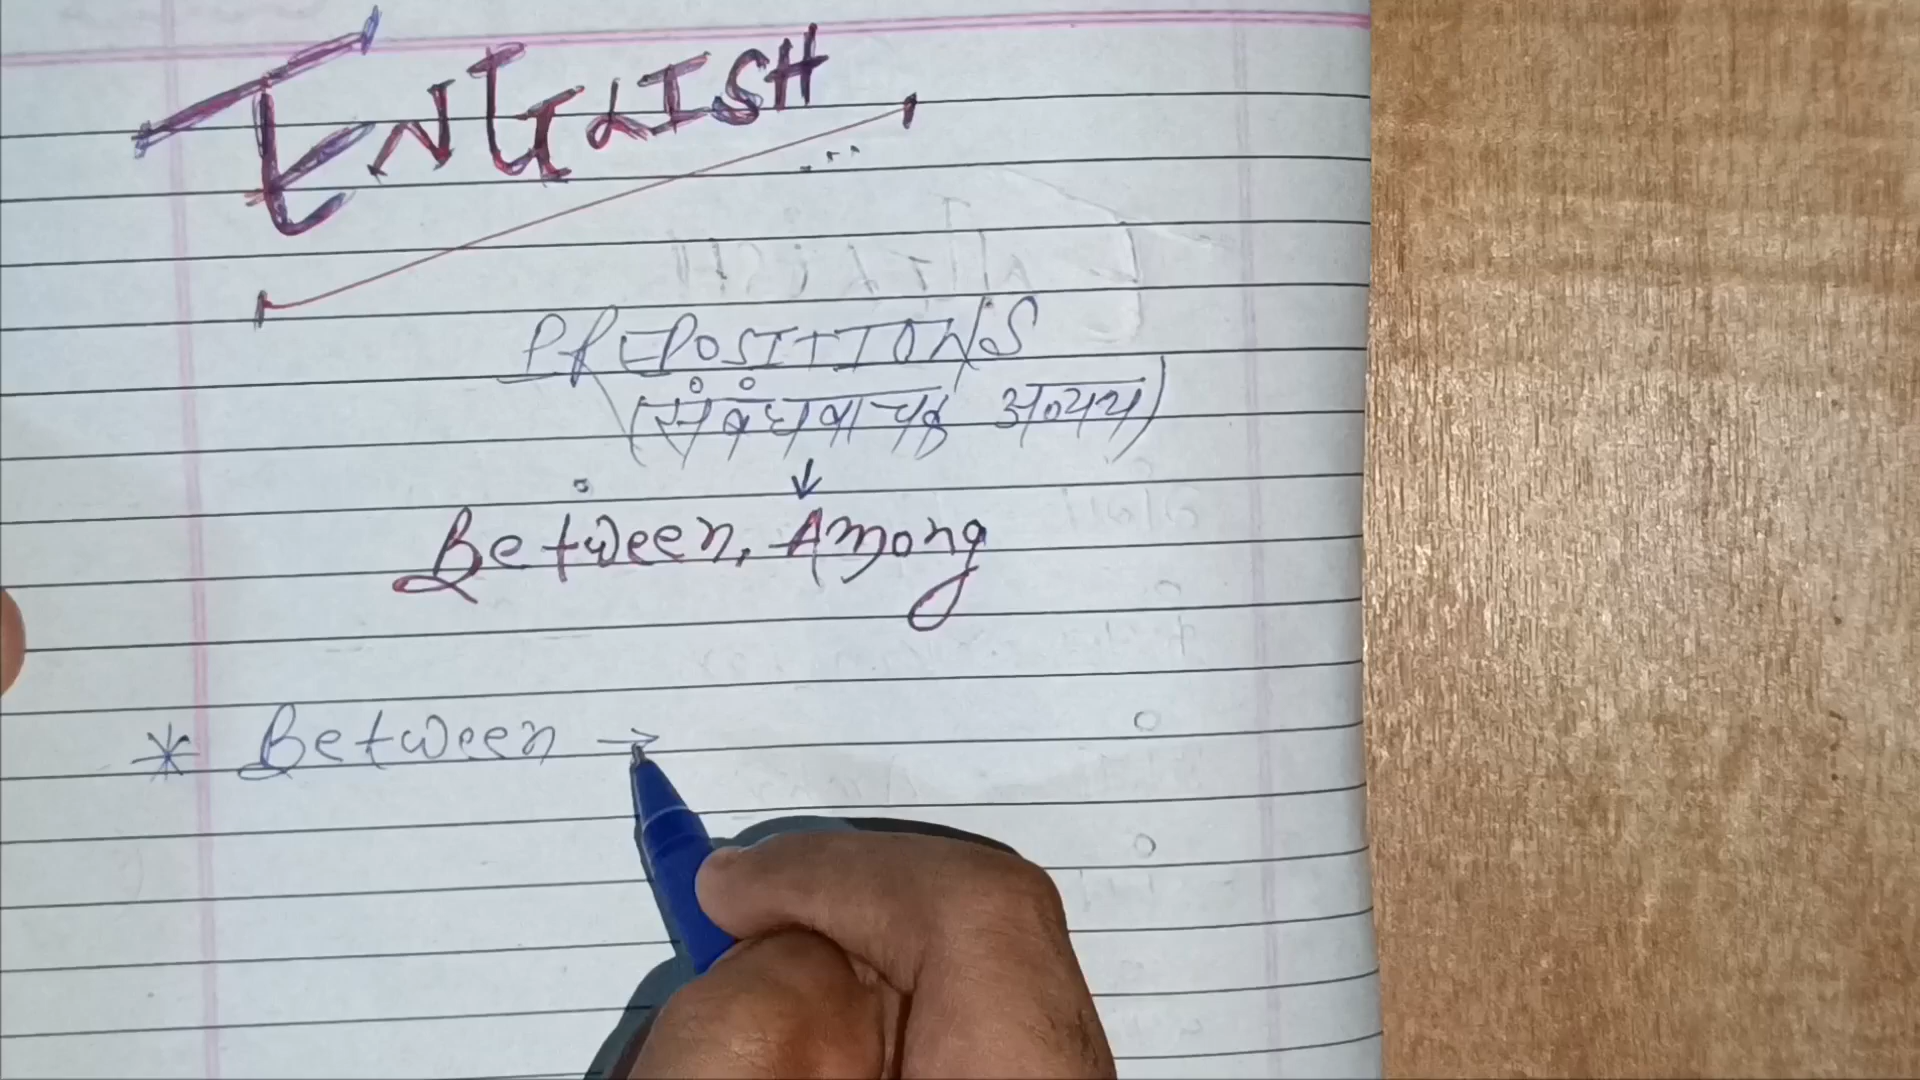 ENGLISH
PREPOSITIONS
(संबंधवाचक अव्यय)
↓
Between, Among
* Between →